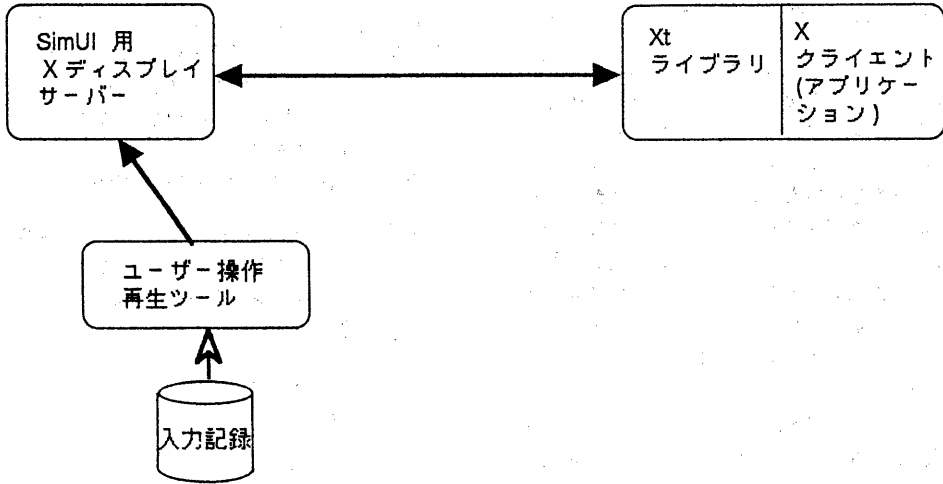 SimUI 用
X ディスプレイ
サーバー
Xt
ライブラリ
X
クライエント
(アプリケー
ション)
ユーザー操作
再生ツール
入力記録